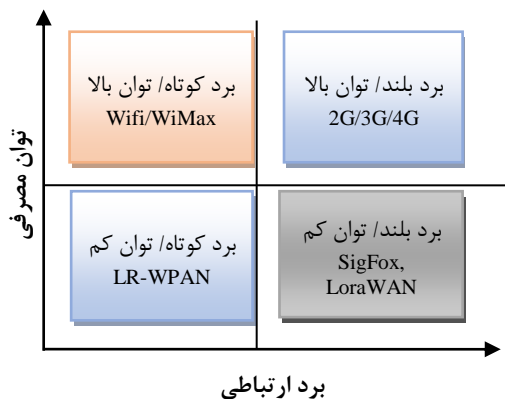 برد کوتاه/ توان بالا
Wifi/WiMax
برد بلند/ توان بالا
2G/3G/4G
توان مصرفی
برد کوتاه/ توان کم
LR-WPAN
برد بلند/ توان کم
SigFox,
LoraWAN
برد ارتباطی